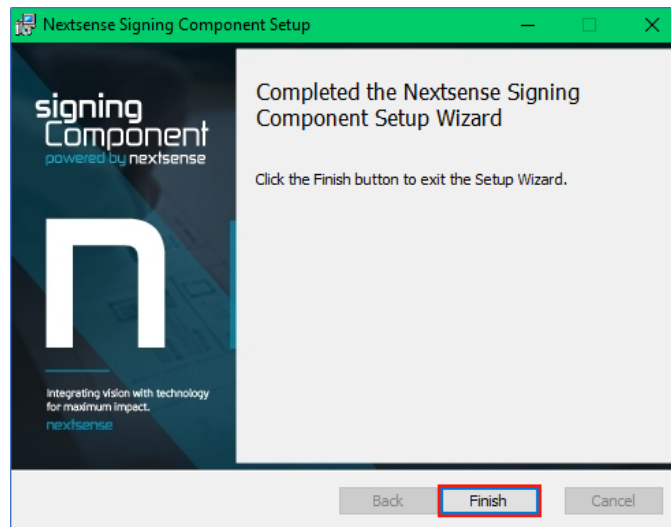 Nextsense Signing Component Setup
signing
Component
powered by nextsense
Completed the Nextsense Signing
Component Setup Wizard
Click the Finish button to exit the Setup Wizard.
n
Integrating vision with technology
for maximum impact.
nextsense
Back Finish Cancel